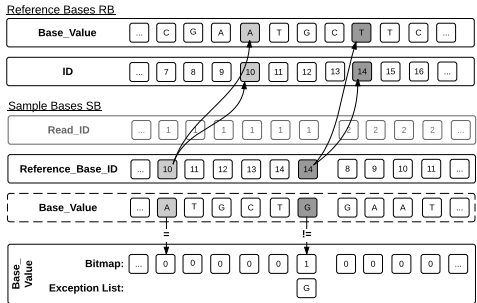 Reference Bases RB
Base_Value ... C G A A T G C T T C ...
ID ... 7 8 9 10 11 12 13 14 15 16 ...
Sample Bases SB
Read_ID ... 1 1 1 1 1 1 2 2 2 2 ...
Reference_Base_ID ... 10 11 12 13 14 14 8 9 10 11 ...
Base_Value ... A T G C T G G A A T ...
= !=
Base_
Value
Bitmap: ... 0 0 0 0 0 1 0 0 0 0 ...
Exception List: G